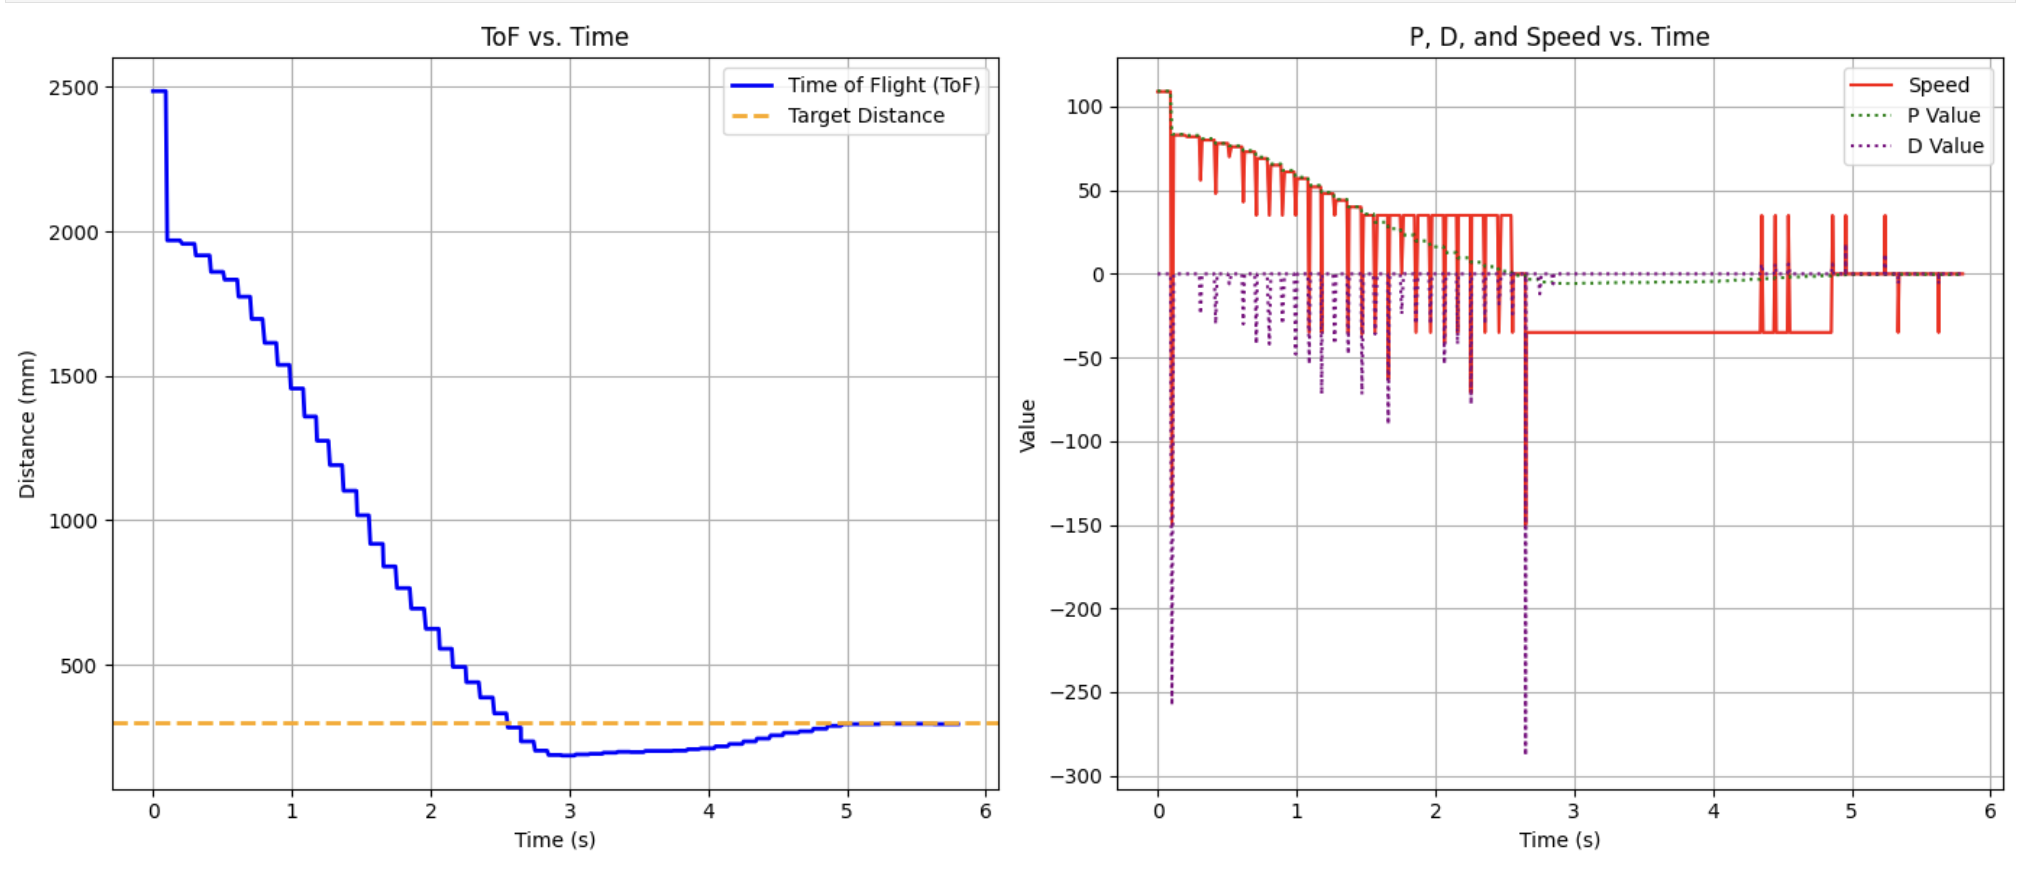 ToF vs. Time
Time of Flight (ToF)
Target Distance
2500
2000
1500
1000
500
Distance (mm)
0 1 2 3 4 5 6
Time (s)
P, D, and Speed vs. Time
Speed
P Value
D Value
100
50
0
−50
−100
−150
−200
−250
−300
Value
0 1 2 3 4 5 6
Time (s)